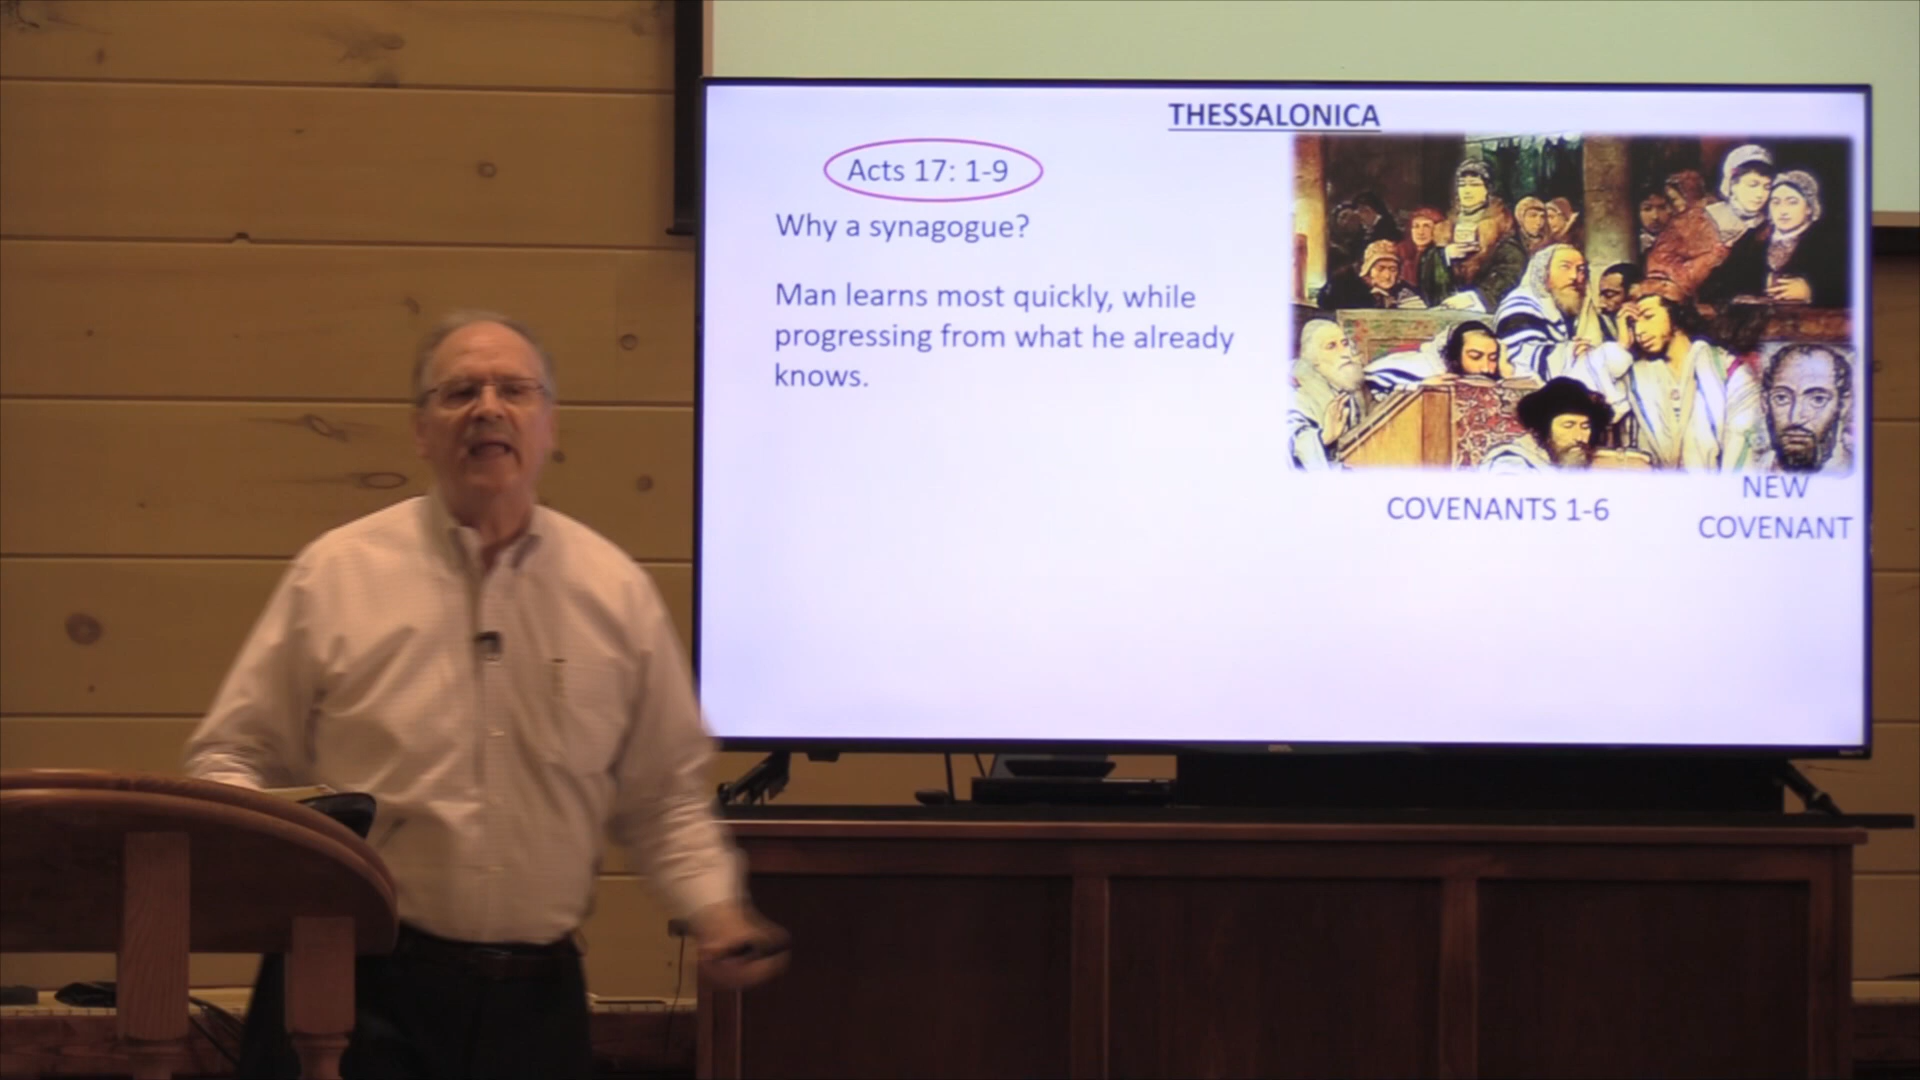 THESSALONICA
Acts 17: 1-9
Why a synagogue?
Man learns most quickly, while
progressing from what he already
knows.
COVENANTS 1-6
NEW
COVENANT